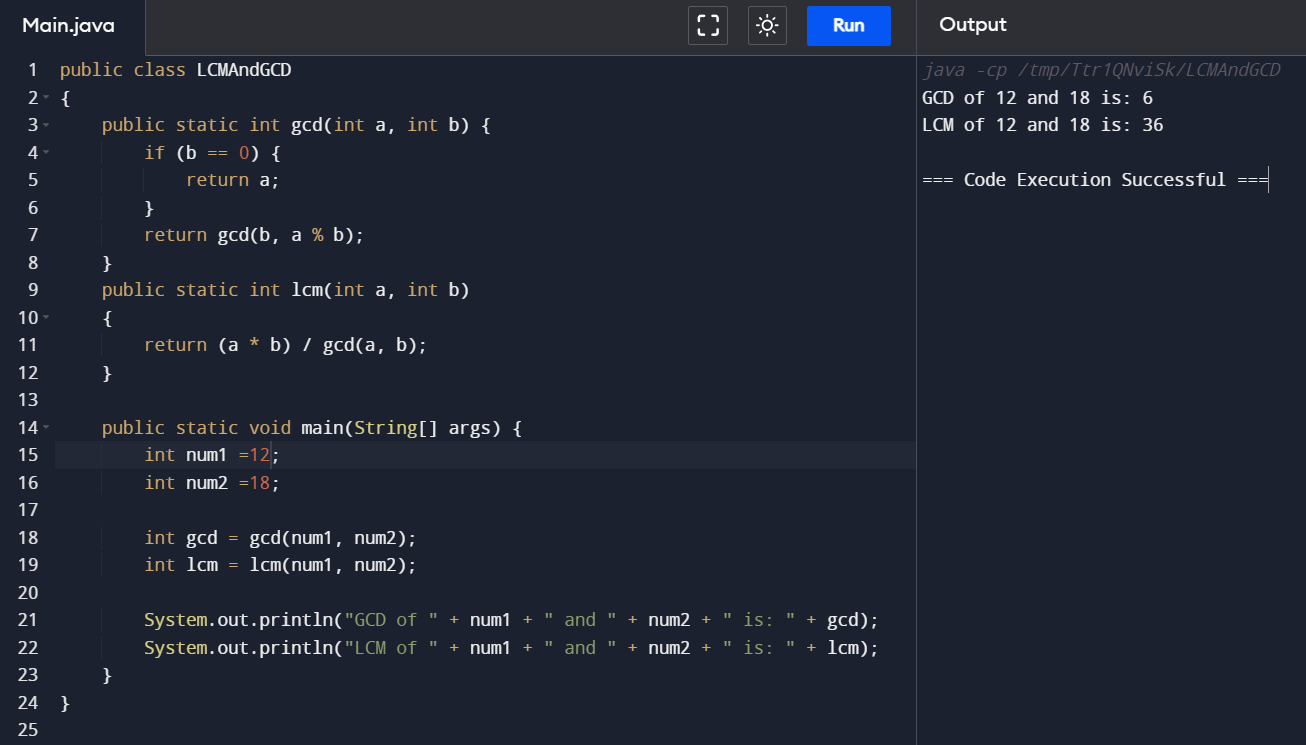 Main.java
Run
Output
1 public class LCMAndGCD
2 {
3     public static int gcd(int a, int b) {
4         if (b == 0) {
5             return a;
6         }
7         return gcd(b, a % b);
8     }
9     public static int lcm(int a, int b)
10     {
11         return (a * b) / gcd(a, b);
12     }
13
14     public static void main(String[] args) {
15         int num1 =12;
16         int num2 =18;
17
18         int gcd = gcd(num1, num2);
19         int lcm = lcm(num1, num2);
20
21         System.out.println("GCD of " + num1 + " and " + num2 + " is: " + gcd);
22         System.out.println("LCM of " + num1 + " and " + num2 + " is: " + lcm);
23     }
24 }
25
java -cp /tmp/Ttr1QNviSk/LCMAndGCD
GCD of 12 and 18 is: 6
LCM of 12 and 18 is: 36
=== Code Execution Successful ===